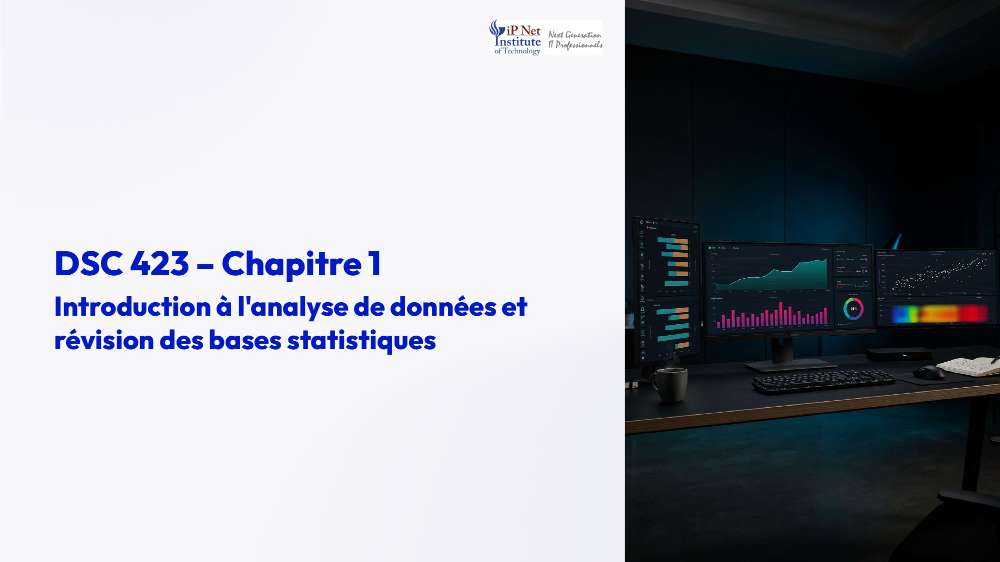 iP Net
Institute
of Technology
Next Generation
IT Professionnels
DSC 423 – Chapitre 1
Introduction à l'analyse de données et
révision des bases statistiques